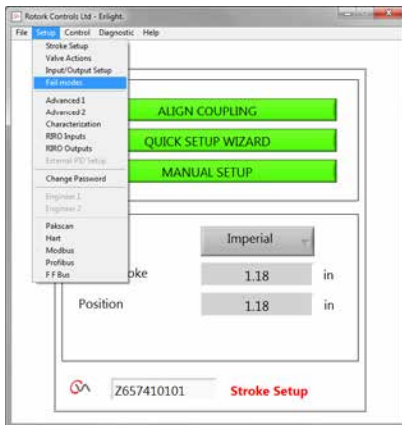 Rotork Controls Ltd - Enlight.
File Setup Control Diagnostic Help
Stroke Setup
Valve Actions
Input/Output Setup
Fail modes
Advanced 1
Advanced 2
Characterization
RIRO Inputs
RIRO Outputs
External PID Setup
Change Password
Engineer 1
Engineer 2
Pakscan
Hart
Modbus
Profibus
F F Bus
ALIGN COUPLING
QUICK SETUP WIZARD
MANUAL SETUP
Imperial
oke 1.18 in
Position 1.18 in
Z657410101 Stroke Setup